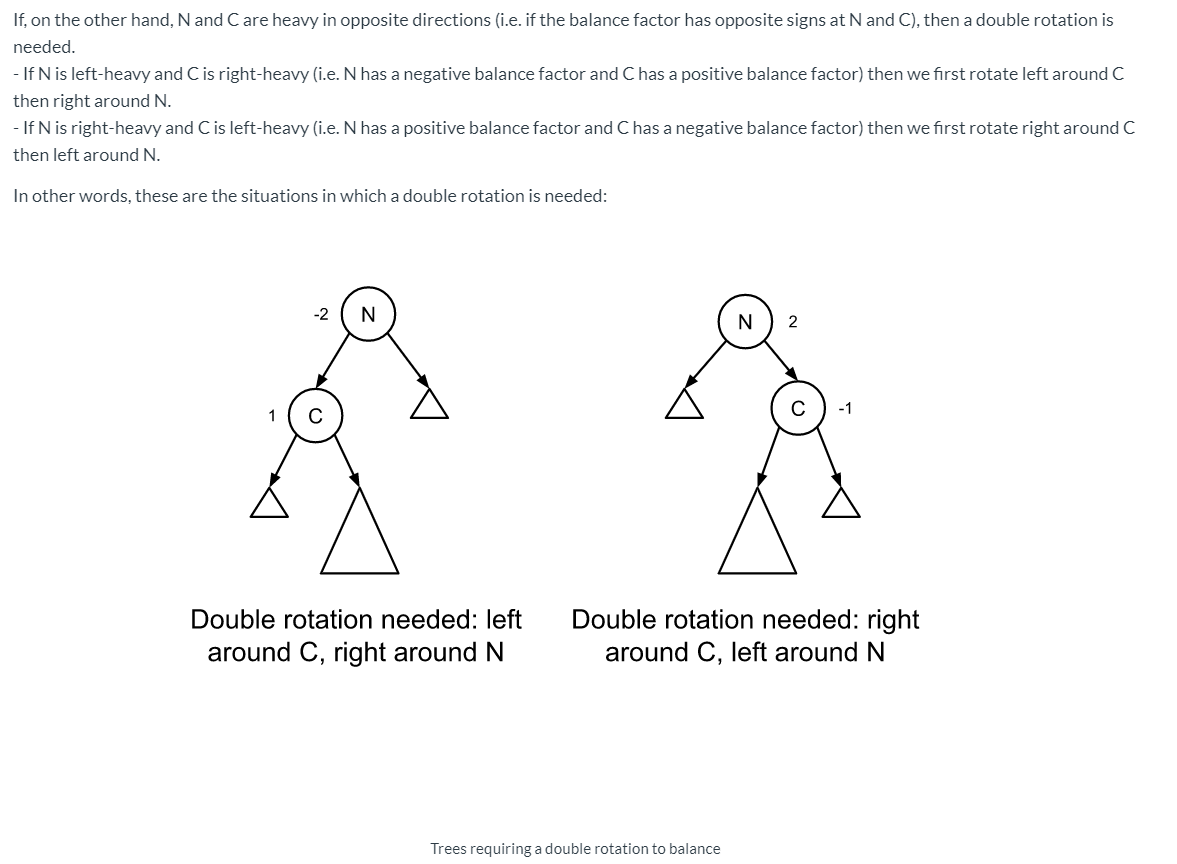 If, on the other hand, N and C are heavy in opposite directions (i.e. if the balance factor has opposite signs at N and C), then a double rotation is
needed.
- If N is left-heavy and C is right-heavy (i.e. N has a negative balance factor and C has a positive balance factor) then we first rotate left around C
then right around N.
- If N is right-heavy and C is left-heavy (i.e. N has a positive balance factor and C has a negative balance factor) then we first rotate right around C
then left around N.
In other words, these are the situations in which a double rotation is needed:
-2 N
1 C
N 2
C -1
Double rotation needed: left
around C, right around N
Double rotation needed: right
around C, left around N
Trees requiring a double rotation to balance